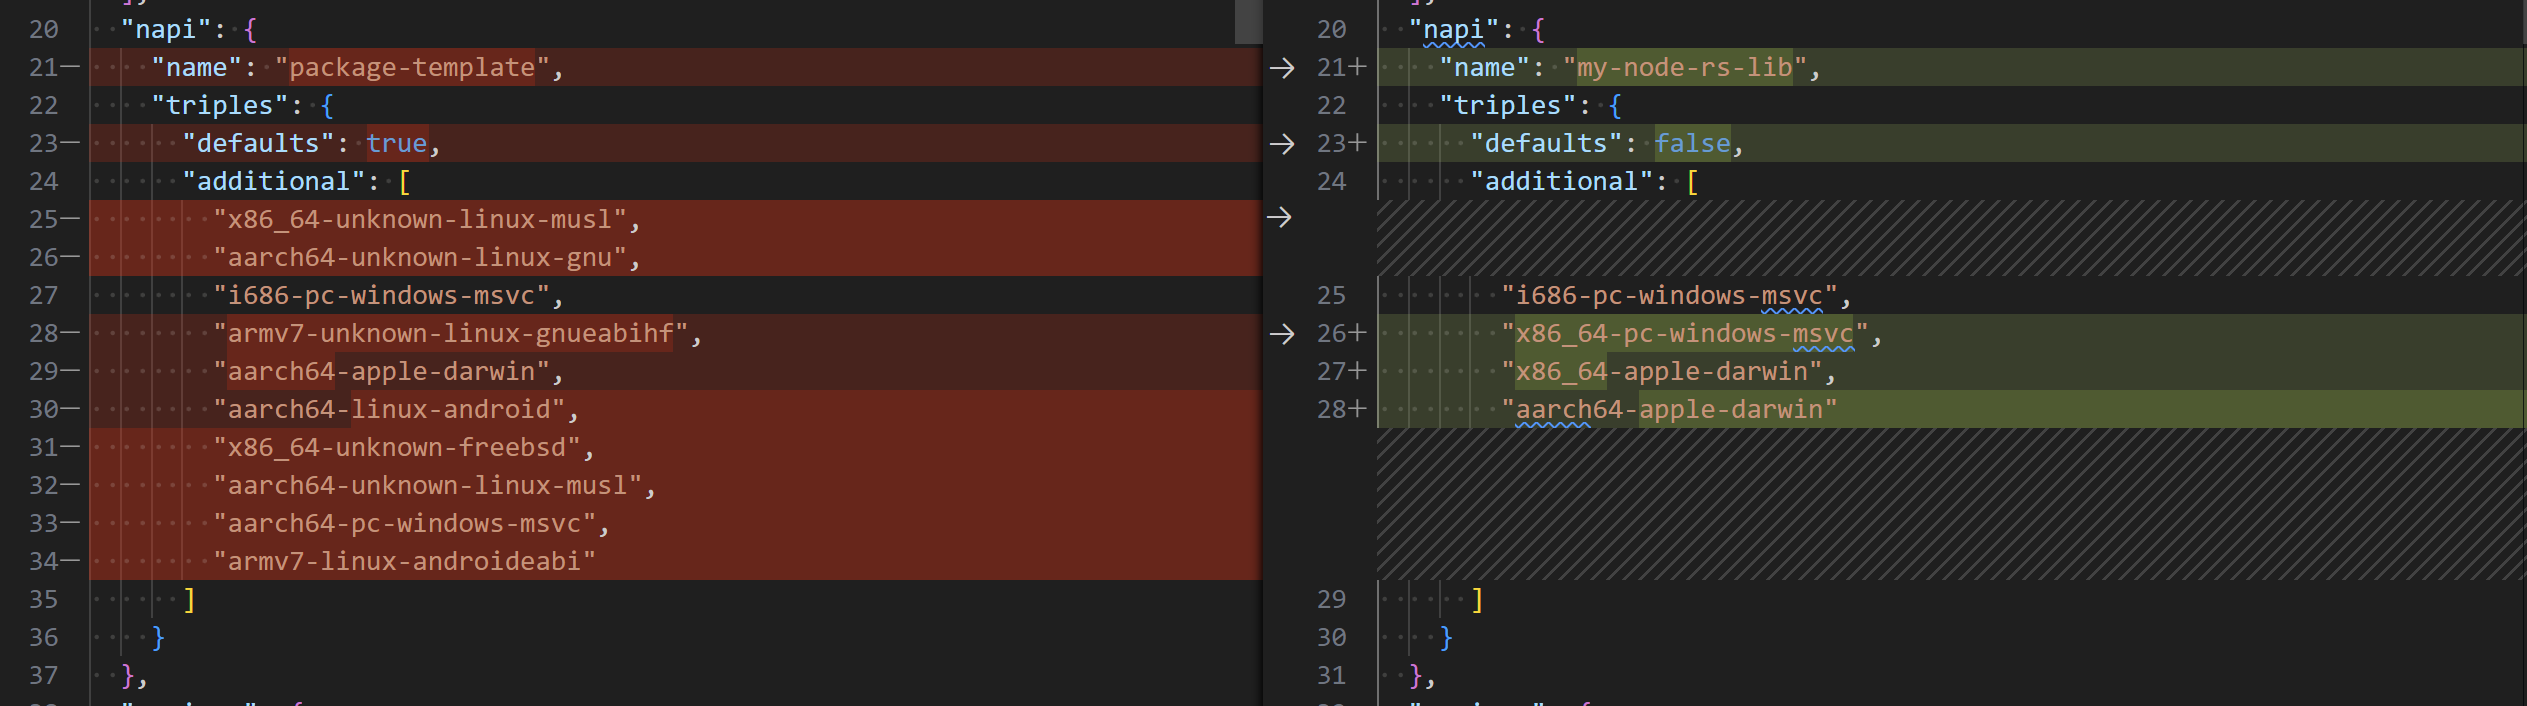 20 "napi": {
21— "name": "package-template",
22 "triples": {
23— "defaults": true,
24 "additional": [
25— "x86_64-unknown-linux-musl",
26— "aarch64-unknown-linux-gnu",
27 "i686-pc-windows-msvc",
28— "armv7-unknown-linux-gnueabihf",
29— "aarch64-apple-darwin",
30— "aarch64-linux-android",
31— "x86_64-unknown-freebsd",
32— "aarch64-unknown-linux-musl",
33— "aarch64-pc-windows-msvc",
34— "armv7-linux-androideabi"
35 ]
36 }
37 },
20 "napi": {
21+ "name": "my-node-rs-lib",
22 "triples": {
23+ "defaults": false,
24 "additional": [
25 "i686-pc-windows-msvc",
26+ "x86_64-pc-windows-msvc",
27+ "x86_64-apple-darwin",
28+ "aarch64-apple-darwin"
29 ]
30 }
31 },